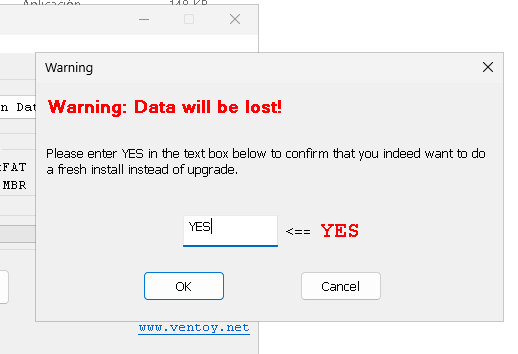 Aplicación 148 KB
Warning
Warning: Data will be lost!
n Dat
Please enter YES in the text box below to confirm that you indeed want to do
a fresh install instead of upgrade.
FAT
MBR
YES <== YES
OK Cancel
www.ventoy.net